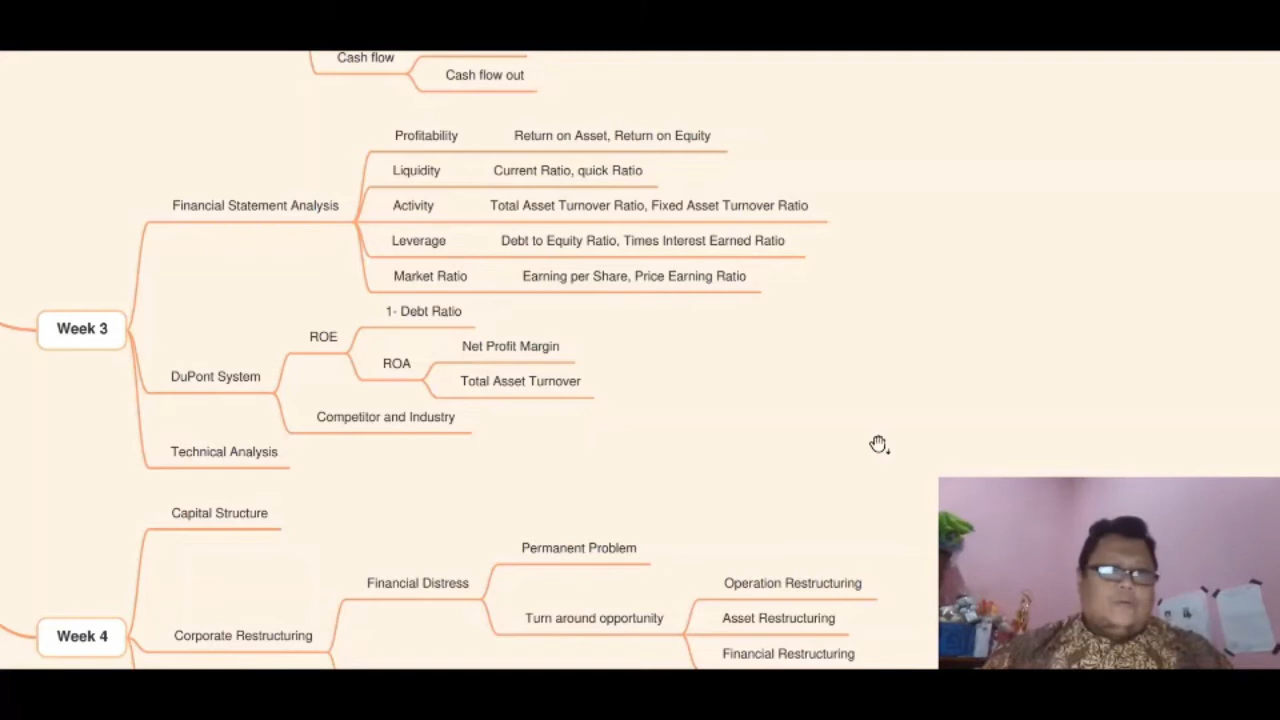 Cash flow
Cash flow out
Profitability Return on Asset, Return on Equity
Liquidity Current Ratio, quick Ratio
Financial Statement Analysis
Activity Total Asset Turnover Ratio, Fixed Asset Turnover Ratio
Leverage Debt to Equity Ratio, Times Interest Earned Ratio
Market Ratio Earning per Share, Price Earning Ratio
Week 3
1- Debt Ratio
ROE
Net Profit Margin
ROA
DuPont System
Total Asset Turnover
Competitor and Industry
Technical Analysis
Capital Structure
Permanent Problem
Financial Distress
Operation Restructuring
Turn around opportunity
Asset Restructuring
Week 4
Corporate Restructuring
Financial Restructuring